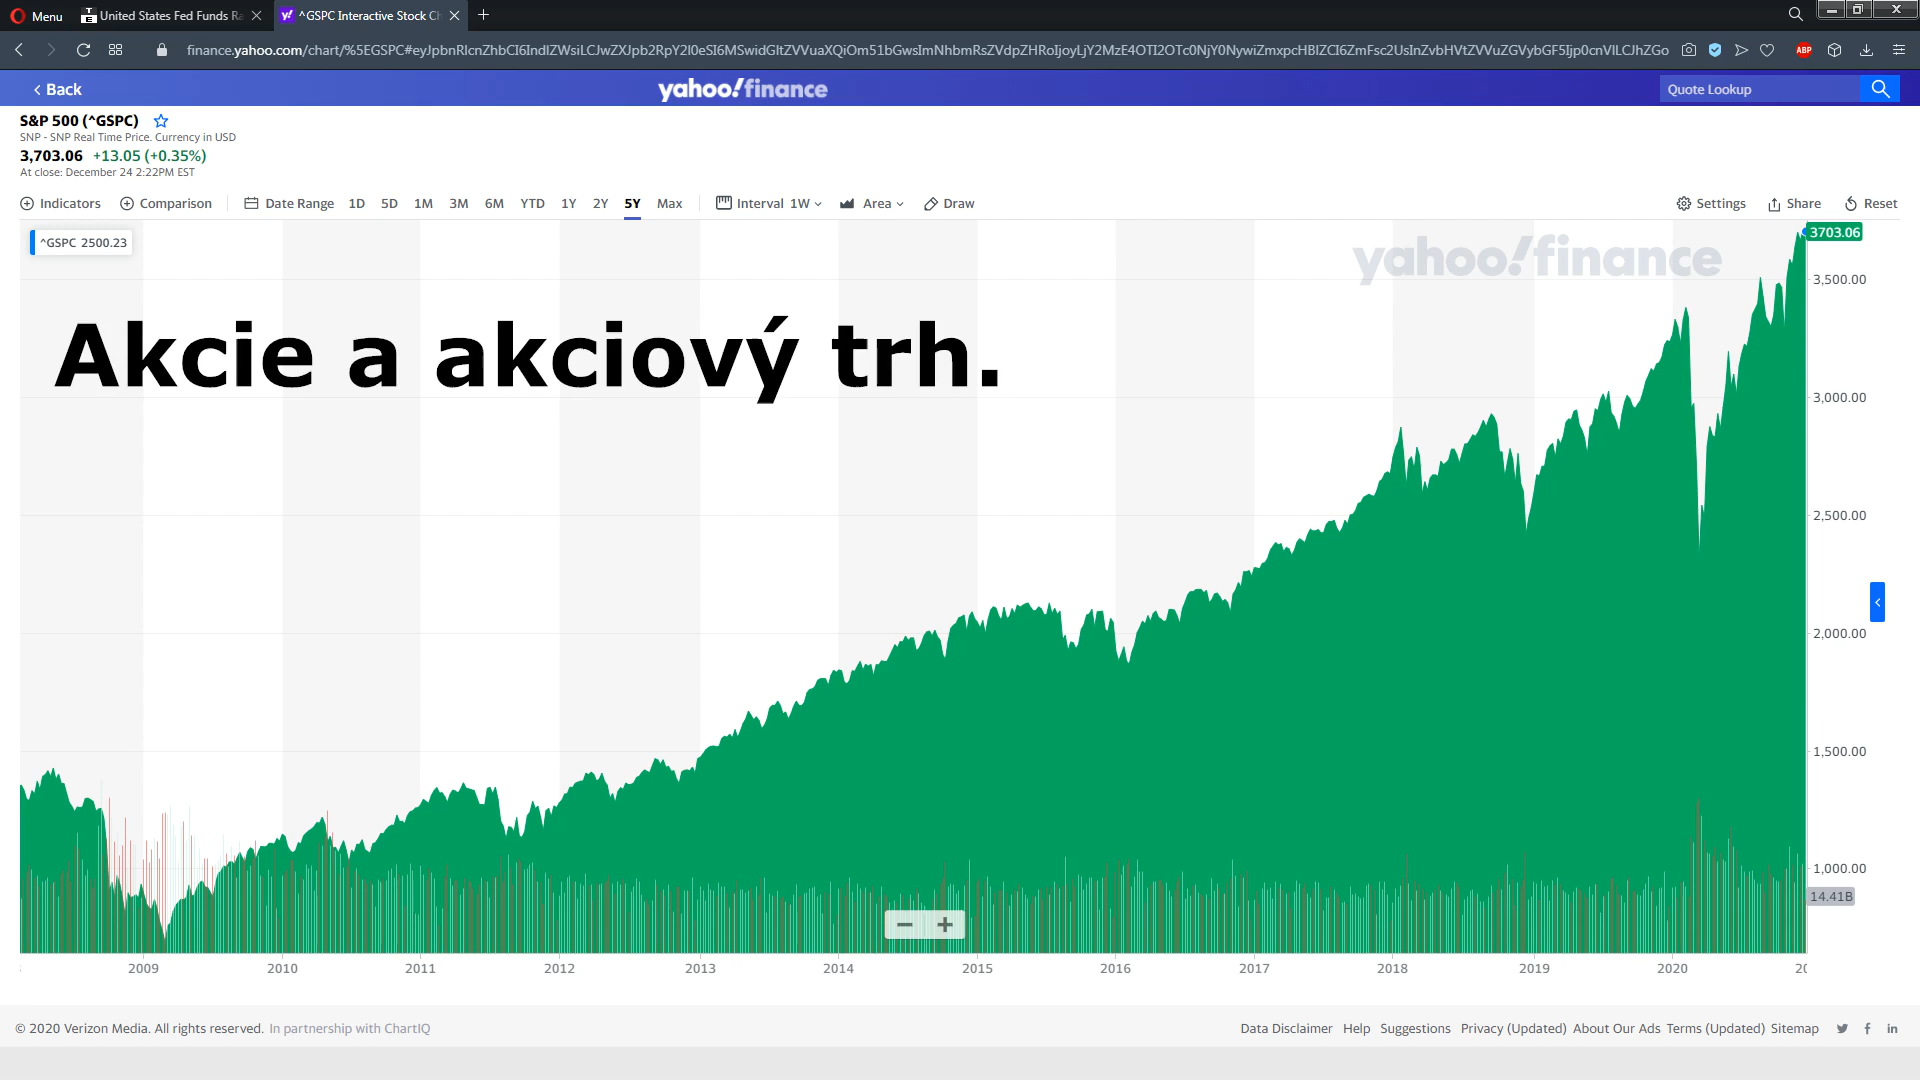 Menu
United States Fed Funds Ra
^GSPC Interactive Stock Ch
finance.yahoo.com/chart/%5EGSPC#
< Back
yahoo!finance
Quote Lookup
S&P 500 (^GSPC)
SNP - SNP Real Time Price. Currency in USD
3,703.06 +13.05 (+0.35%)
At close: December 24 2:22PM EST
Indicators Comparison Date Range 1D 5D 1M 3M 6M YTD 1Y 2Y 5Y Max Interval 1W Area Draw Settings Share Reset
^GSPC 2500.23
yahoo!finance
3703.06
3,500.00
Akcie a akciový trh.
3,000.00
2,500.00
2,000.00
1,500.00
1,000.00
14.41B
2009 2010 2011 2012 2013 2014 2015 2016 2017 2018 2019 2020
© 2020 Verizon Media. All rights reserved. In partnership with ChartIQ
Data Disclaimer Help Suggestions Privacy (Updated) About Our Ads Terms (Updated) Sitemap